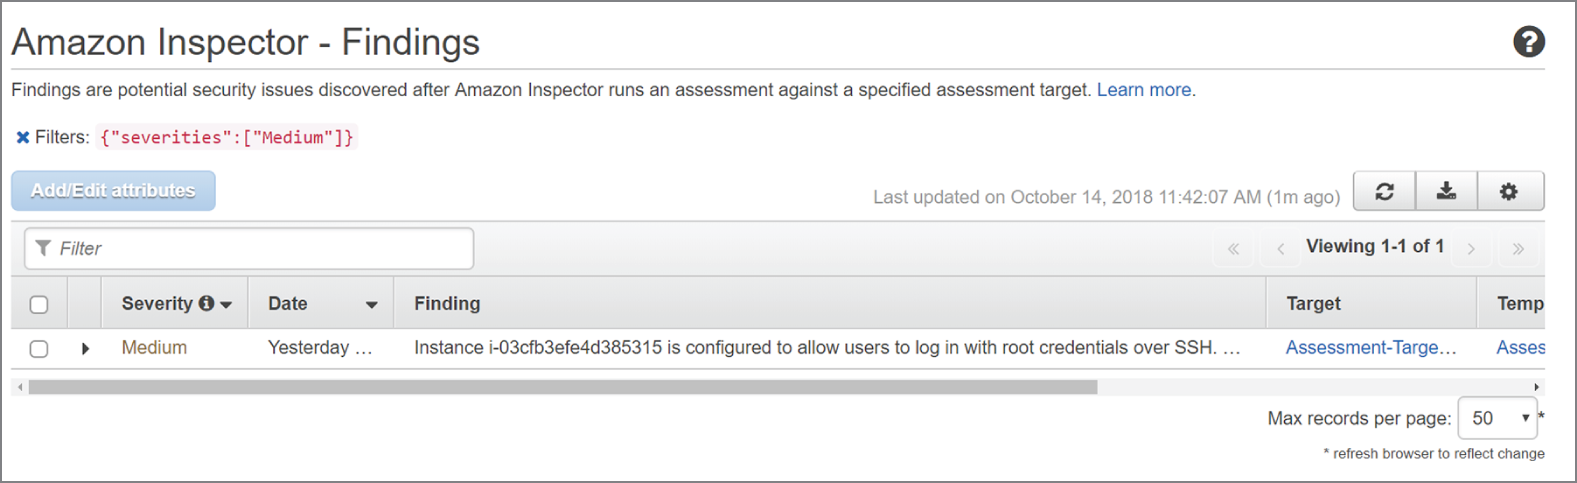 Amazon Inspector - Findings
Findings are potential security issues discovered after Amazon Inspector runs an assessment against a specified assessment target. Learn more.
Filters: {"severities":["Medium"]}
Add/Edit attributes Last updated on October 14, 2018 11:42:07 AM (1m ago)
Filter « ‹ Viewing 1-1 of 1 › »
Severity Date Finding Target Temp
Medium Yesterday ... Instance i-03cfb3efe4d385315 is configured to allow users to log in with root credentials over SSH. ... Assessment-Targe... Asses
Max records per page: 50 *
* refresh browser to reflect change